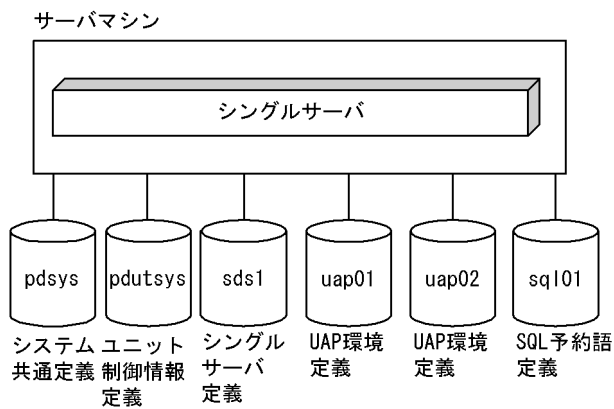 サーバマシン
シングルサーバ
pdsys
pdutsys
sds1
uap01
uap02
sql01
システム
共通定義
ユニット
制御情報
定義
シングル
サーバ
定義
UAP環境
定義
UAP環境
定義
SQL予約語
定義